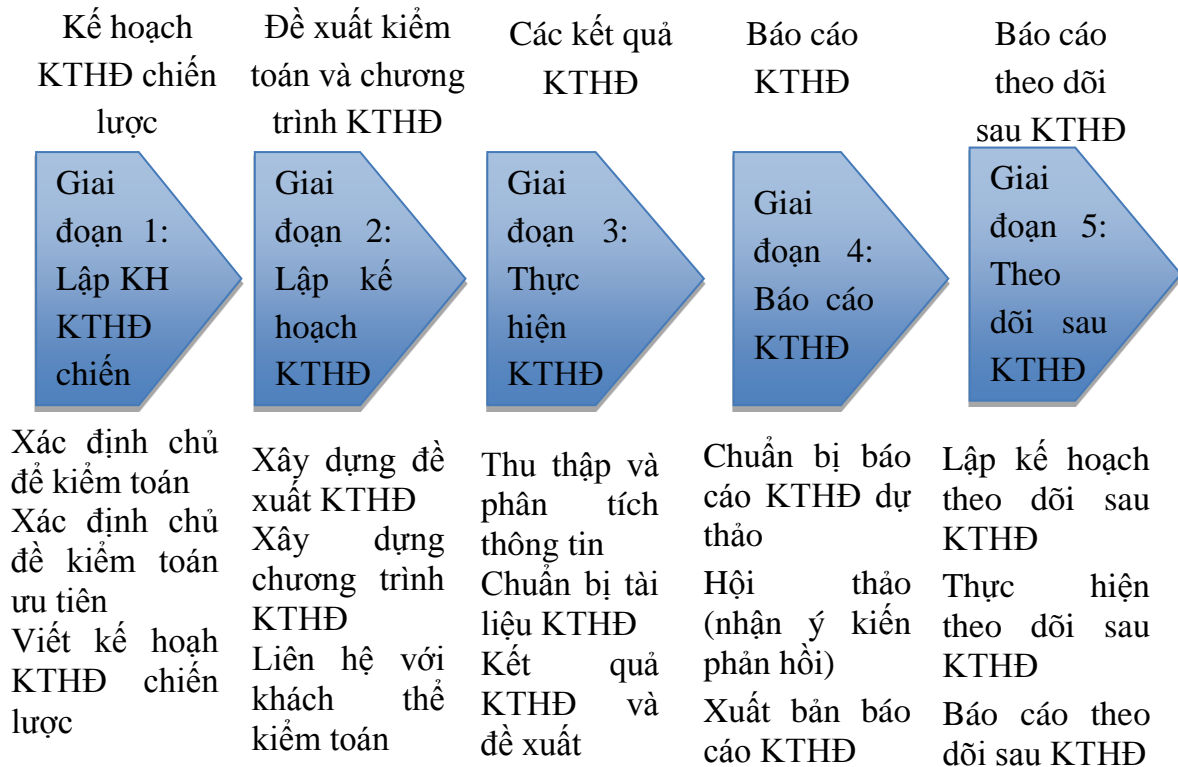 Kế hoạch
KTHĐ chiến
lược
Đề xuất kiểm
toán và chương
trình KTHĐ
Các kết quả
KTHĐ
Báo cáo
KTHĐ
Báo cáo
theo dõi
sau KTHĐ
Giai
đoạn 1:
Lập KH
KTHĐ
chiến
Giai
đoạn 2:
Lập kế
hoạch
KTHĐ
Giai
đoạn 3:
Thực
hiện
KTHĐ
Giai
đoạn 4:
Báo cáo
KTHĐ
Giai
đoạn 5:
Theo
dõi sau
KTHĐ
Xác định chủ
để kiểm toán
Xác định chủ
đề kiểm toán
ưu tiên
Viết kế hoạh
KTHĐ chiến
lược
Xây dựng đề
xuất KTHĐ
Xây dựng
chương trình
KTHĐ
Liên hệ với
khách thể
kiểm toán
Thu thập và
phân tích
thông tin
Chuẩn bị tài
liệu KTHĐ
Kết quả
KTHĐ và
đề xuất
Chuẩn bị báo
cáo KTHĐ dự
thảo
Hội thảo
(nhận ý kiến
phản hồi)
Xuất bản báo
cáo KTHĐ
Lập kế hoạch
theo dõi sau
KTHĐ
Thực hiện
theo dõi sau
KTHĐ
Báo cáo theo
dõi sau KTHĐ